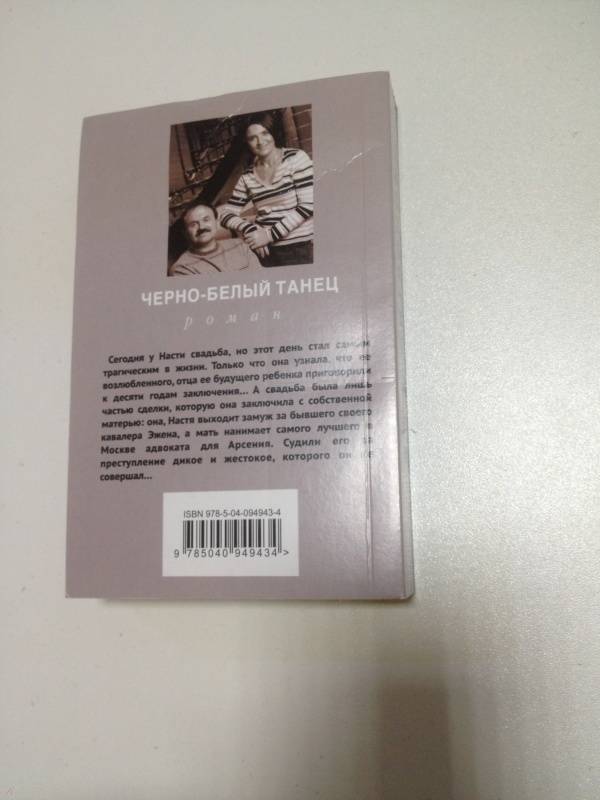 ЧЕРНО-БЕЛЫЙ ТАНЕЦ
роман
Сегодня у Насти свадьба, но этот день стал самым
трагическим в жизни. Только что она узнала, что ее
возлюбленного, отца ее будущего ребенка приговорили
к десяти годам заключения... А свадьба была лишь
частью сделки, которую она заключила с собственной
матерью: она, Настя выходит замуж за бывшего своего
кавалера Эжена, а мать нанимает самого лучшего в
Москве адвоката для Арсения. Судили его за
преступление дикое и жестокое, которого он не
совершал...
ISBN 978-5-04-094943-4
9 785040 949434 >